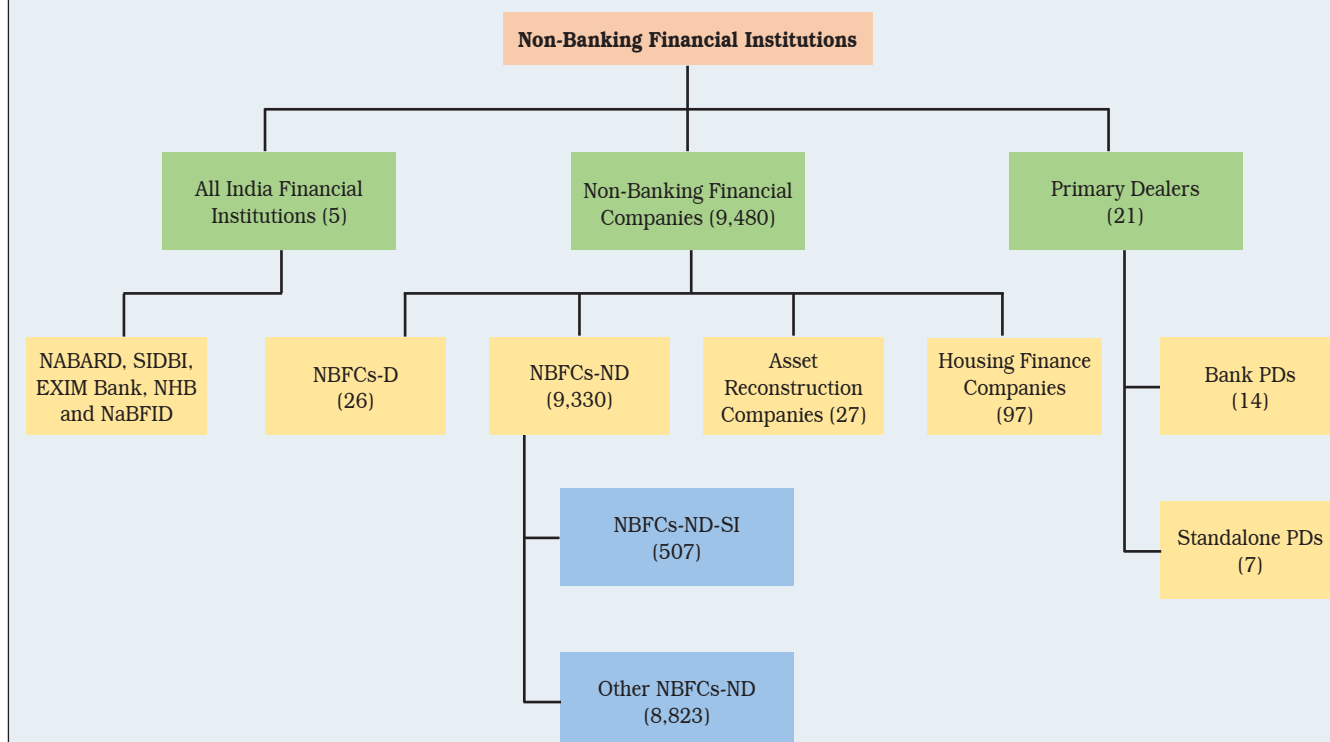 Non-Banking Financial Institutions
All India Financial
Institutions (5)
Non-Banking Financial
Companies (9,480)
Primary Dealers
(21)
NABARD, SIDBI,
EXIM Bank, NHB
and NaBFID
NBFCs-D
(26)
NBFCs-ND
(9,330)
Asset
Reconstruction
Companies (27)
Housing Finance
Companies
(97)
Bank PDs
(14)
NBFCs-ND-SI
(507)
Standalone PDs
(7)
Other NBFCs-ND
(8,823)